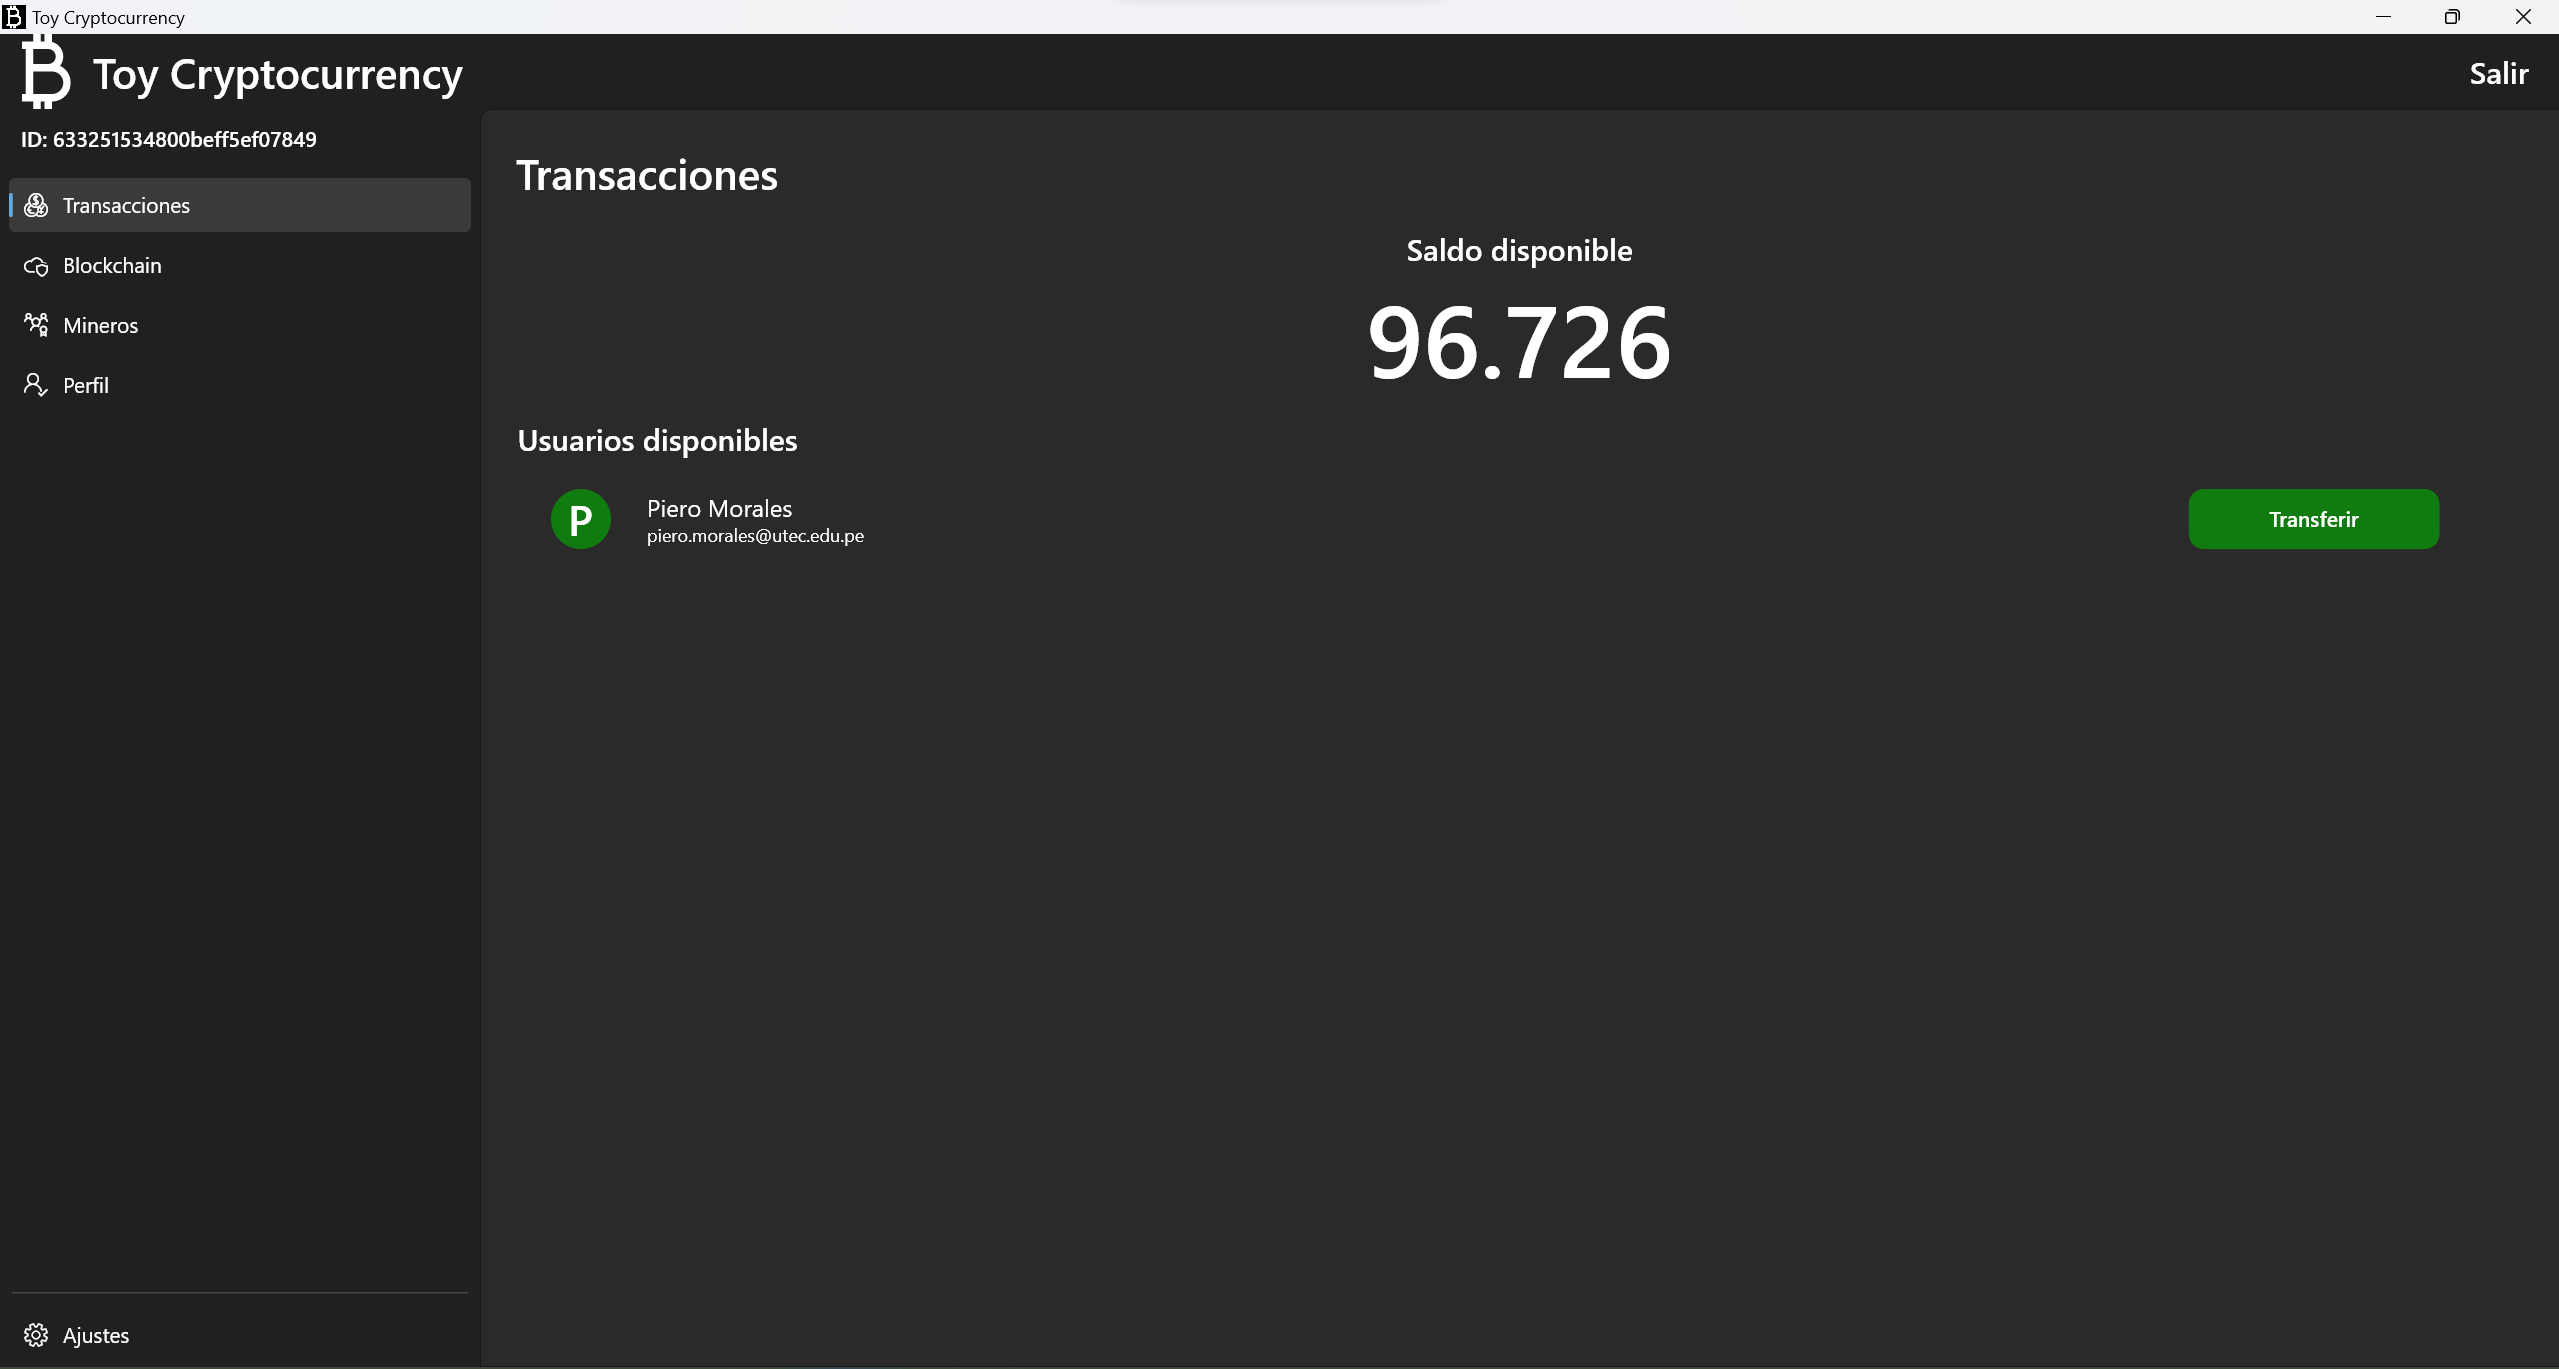 Toy Cryptocurrency
Toy Cryptocurrency
Salir
ID: 633251534800beff5ef07849
Transacciones
Blockchain
Mineros
Perfil
Ajustes
Transacciones
Saldo disponible
96.726
Usuarios disponibles
P
Piero Morales
piero.morales@utec.edu.pe
Transferir